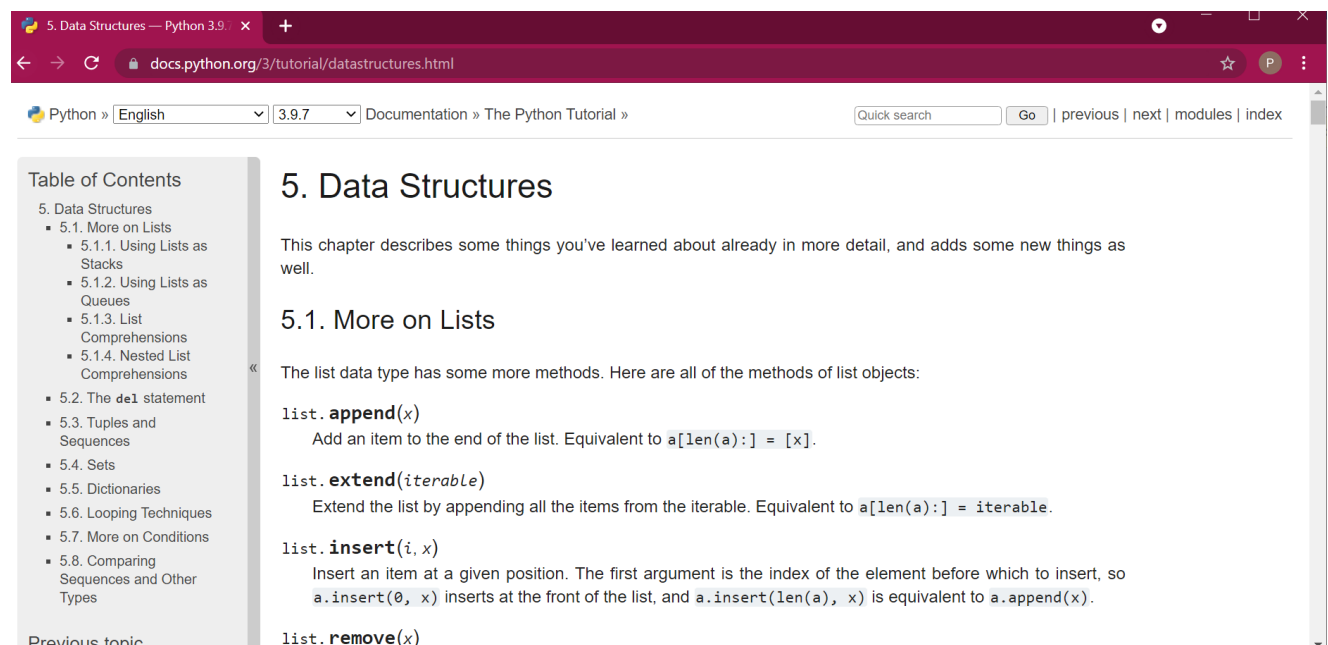 5. Data Structures — Python 3.9.7
docs.python.org/3/tutorial/datastructures.html
P
Python » English 3.9.7 Documentation » The Python Tutorial »
Quick search Go | previous | next | modules | index
Table of Contents
5. Data Structures
5.1. More on Lists
5.1.1. Using Lists as
Stacks
5.1.2. Using Lists as
Queues
5.1.3. List
Comprehensions
5.1.4. Nested List
Comprehensions
5.2. The del statement
5.3. Tuples and
Sequences
5.4. Sets
5.5. Dictionaries
5.6. Looping Techniques
5.7. More on Conditions
5.8. Comparing
Sequences and Other
Types
Previous topic
«
5. Data Structures
This chapter describes some things you’ve learned about already in more detail, and adds some new things as
well.
5.1. More on Lists
The list data type has some more methods. Here are all of the methods of list objects:
list.append(x)
Add an item to the end of the list. Equivalent to a[len(a):] = [x].
list.extend(iterable)
Extend the list by appending all the items from the iterable. Equivalent to a[len(a):] = iterable.
list.insert(i, x)
Insert an item at a given position. The first argument is the index of the element before which to insert, so
a.insert(0, x) inserts at the front of the list, and a.insert(len(a), x) is equivalent to a.append(x).
list.remove(x)